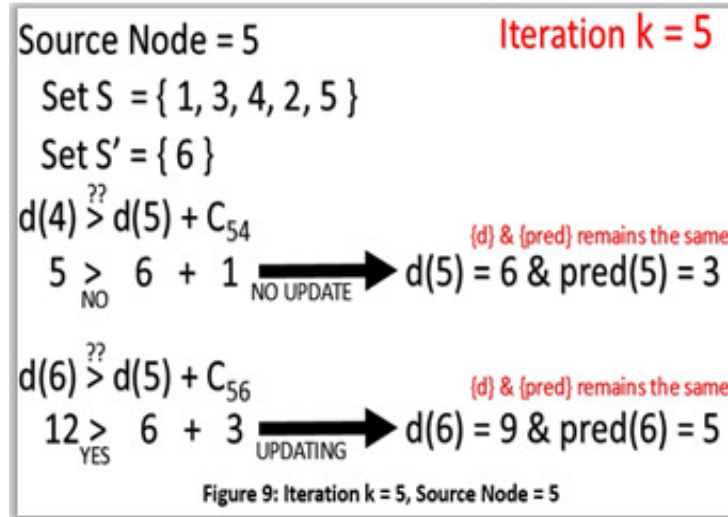 Source Node = 5
Iteration k = 5
Set S = { 1, 3, 4, 2, 5 }
Set S' = { 6 }
??
d(4) > d(5) + C54
{d} & {pred} remains the same
5 > 6 + 1 NO UPDATE d(5) = 6 & pred(5) = 3
NO
??
d(6) > d(5) + C56
{d} & {pred} remains the same
12 > 6 + 3 UPDATING d(6) = 9 & pred(6) = 5
YES
Figure 9: Iteration k = 5, Source Node = 5